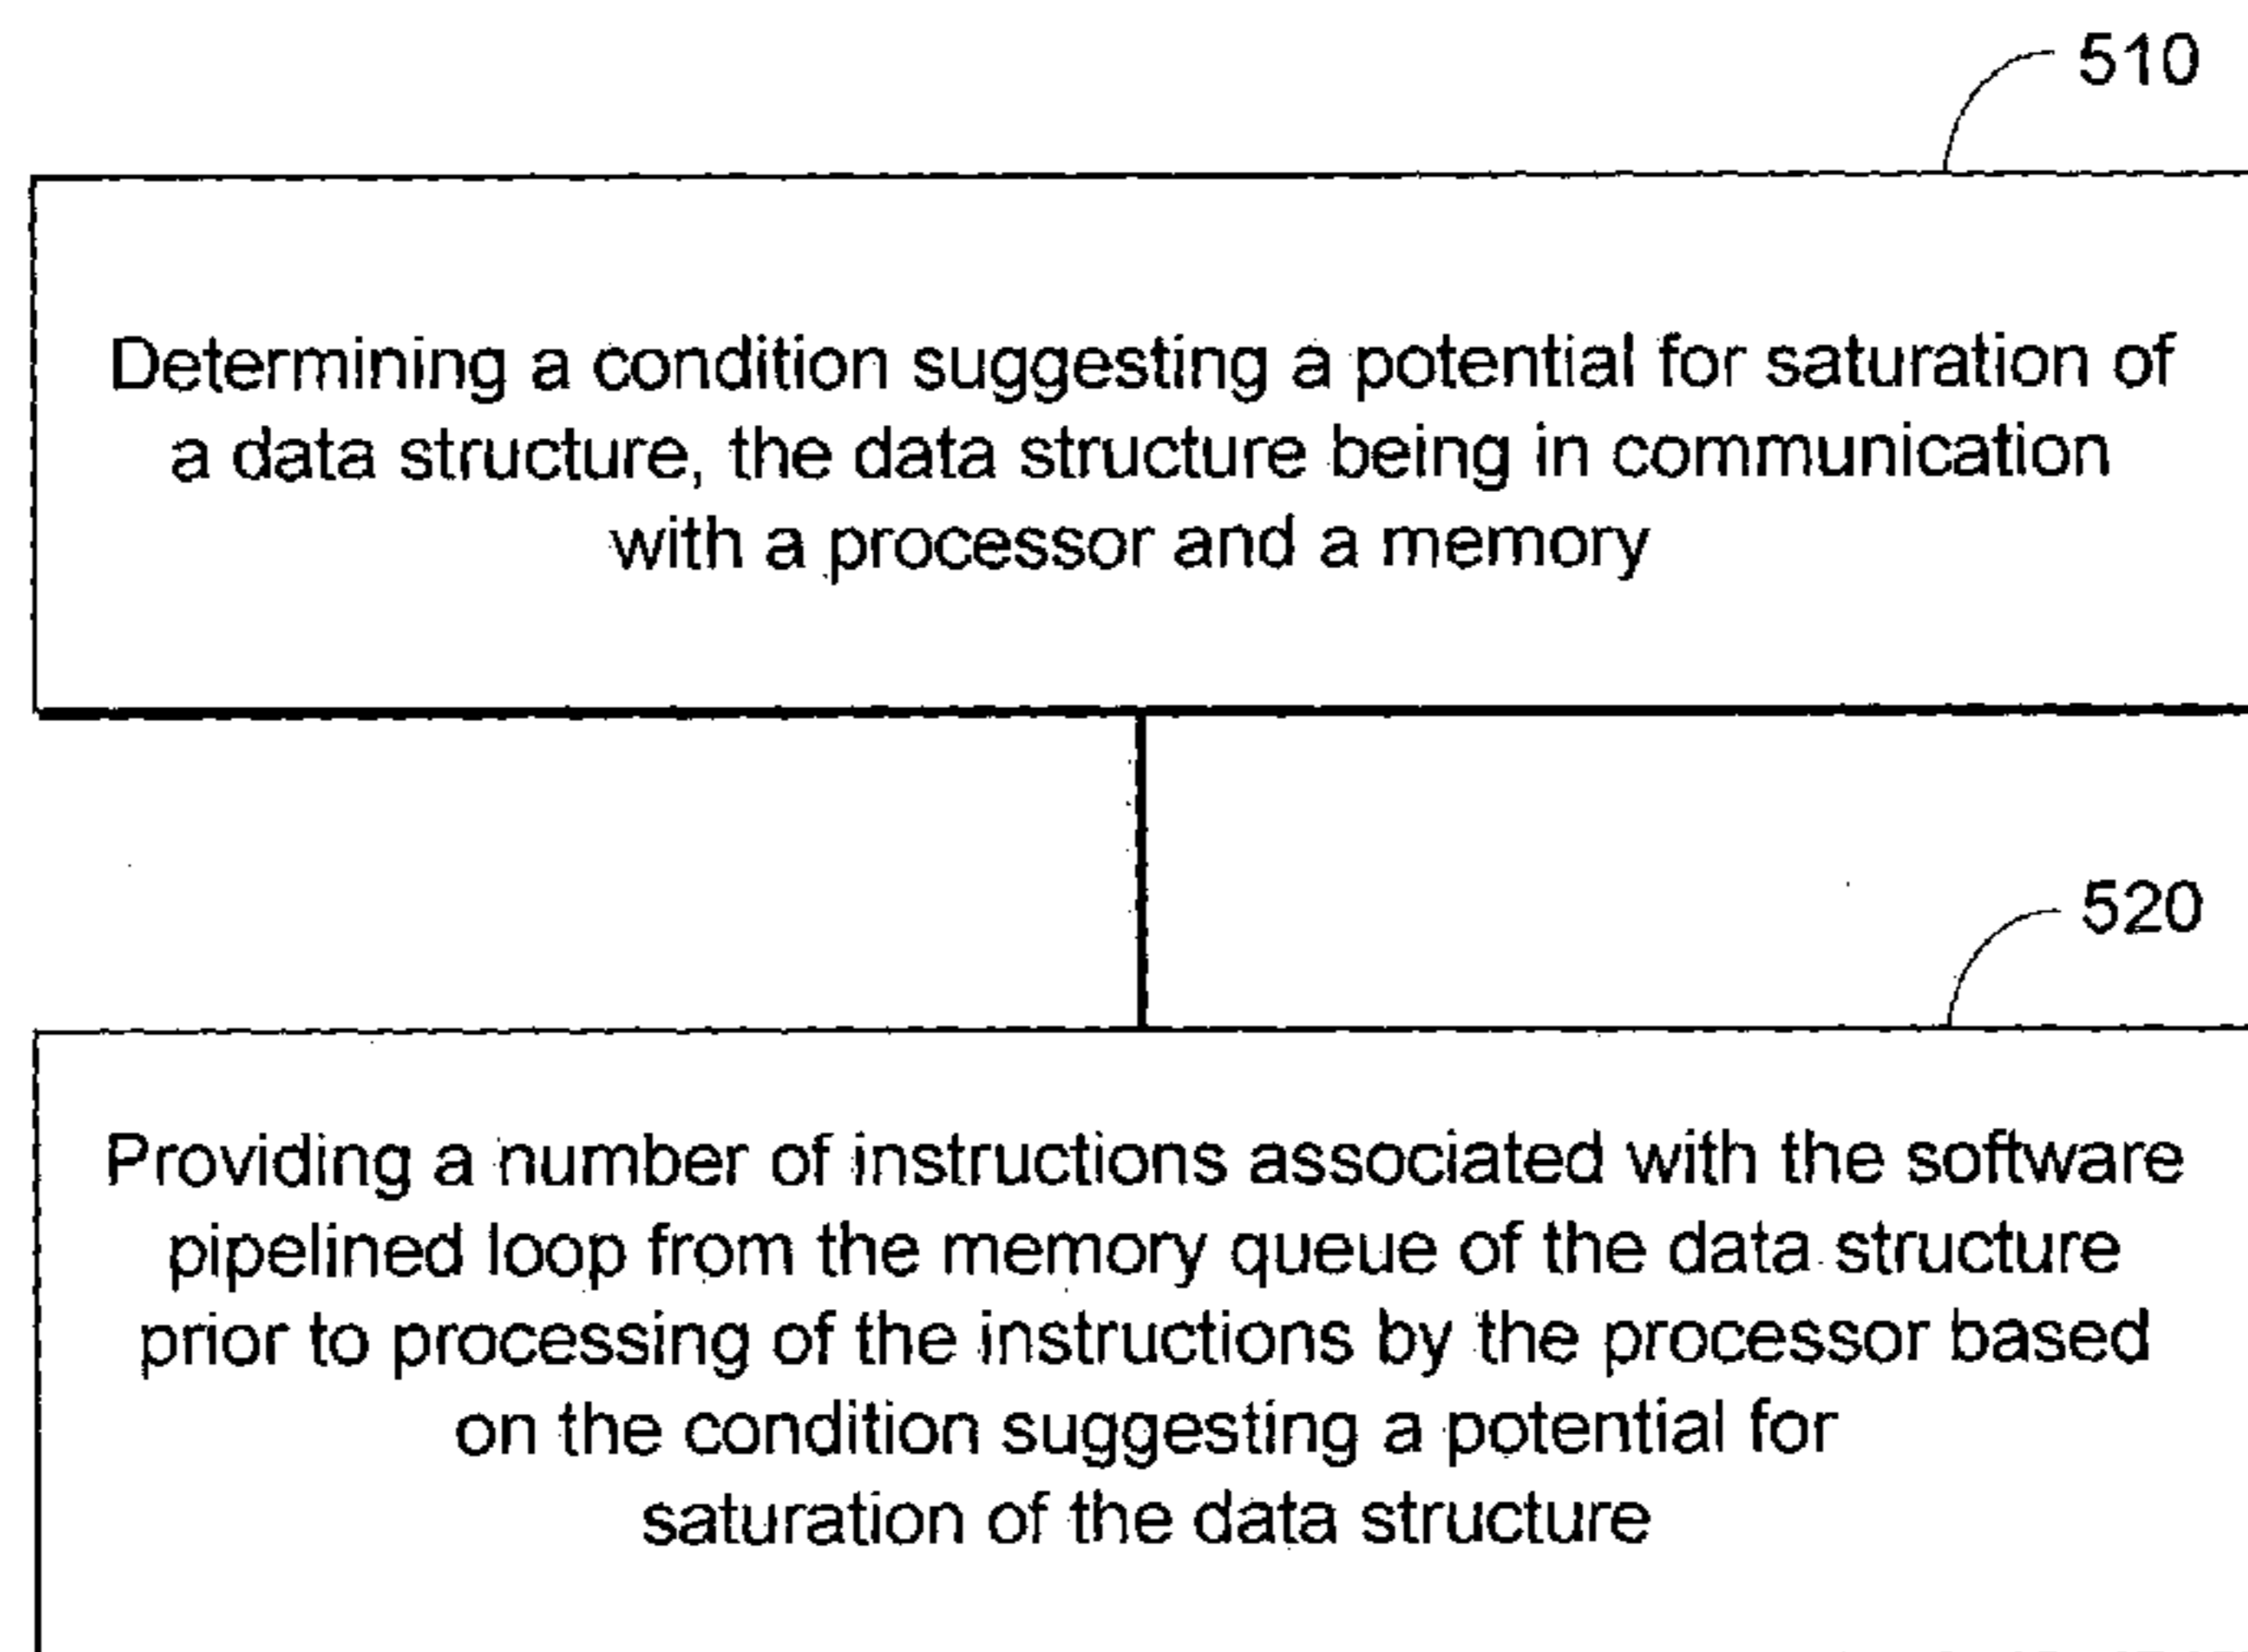 510
Determining a condition suggesting a potential for saturation of
a data structure, the data structure being in communication
with a processor and a memory
520
Providing a number of instructions associated with the software
pipelined loop from the memory queue of the data structure
prior to processing of the instructions by the processor based
on the condition suggesting a potential for
saturation of the data structure